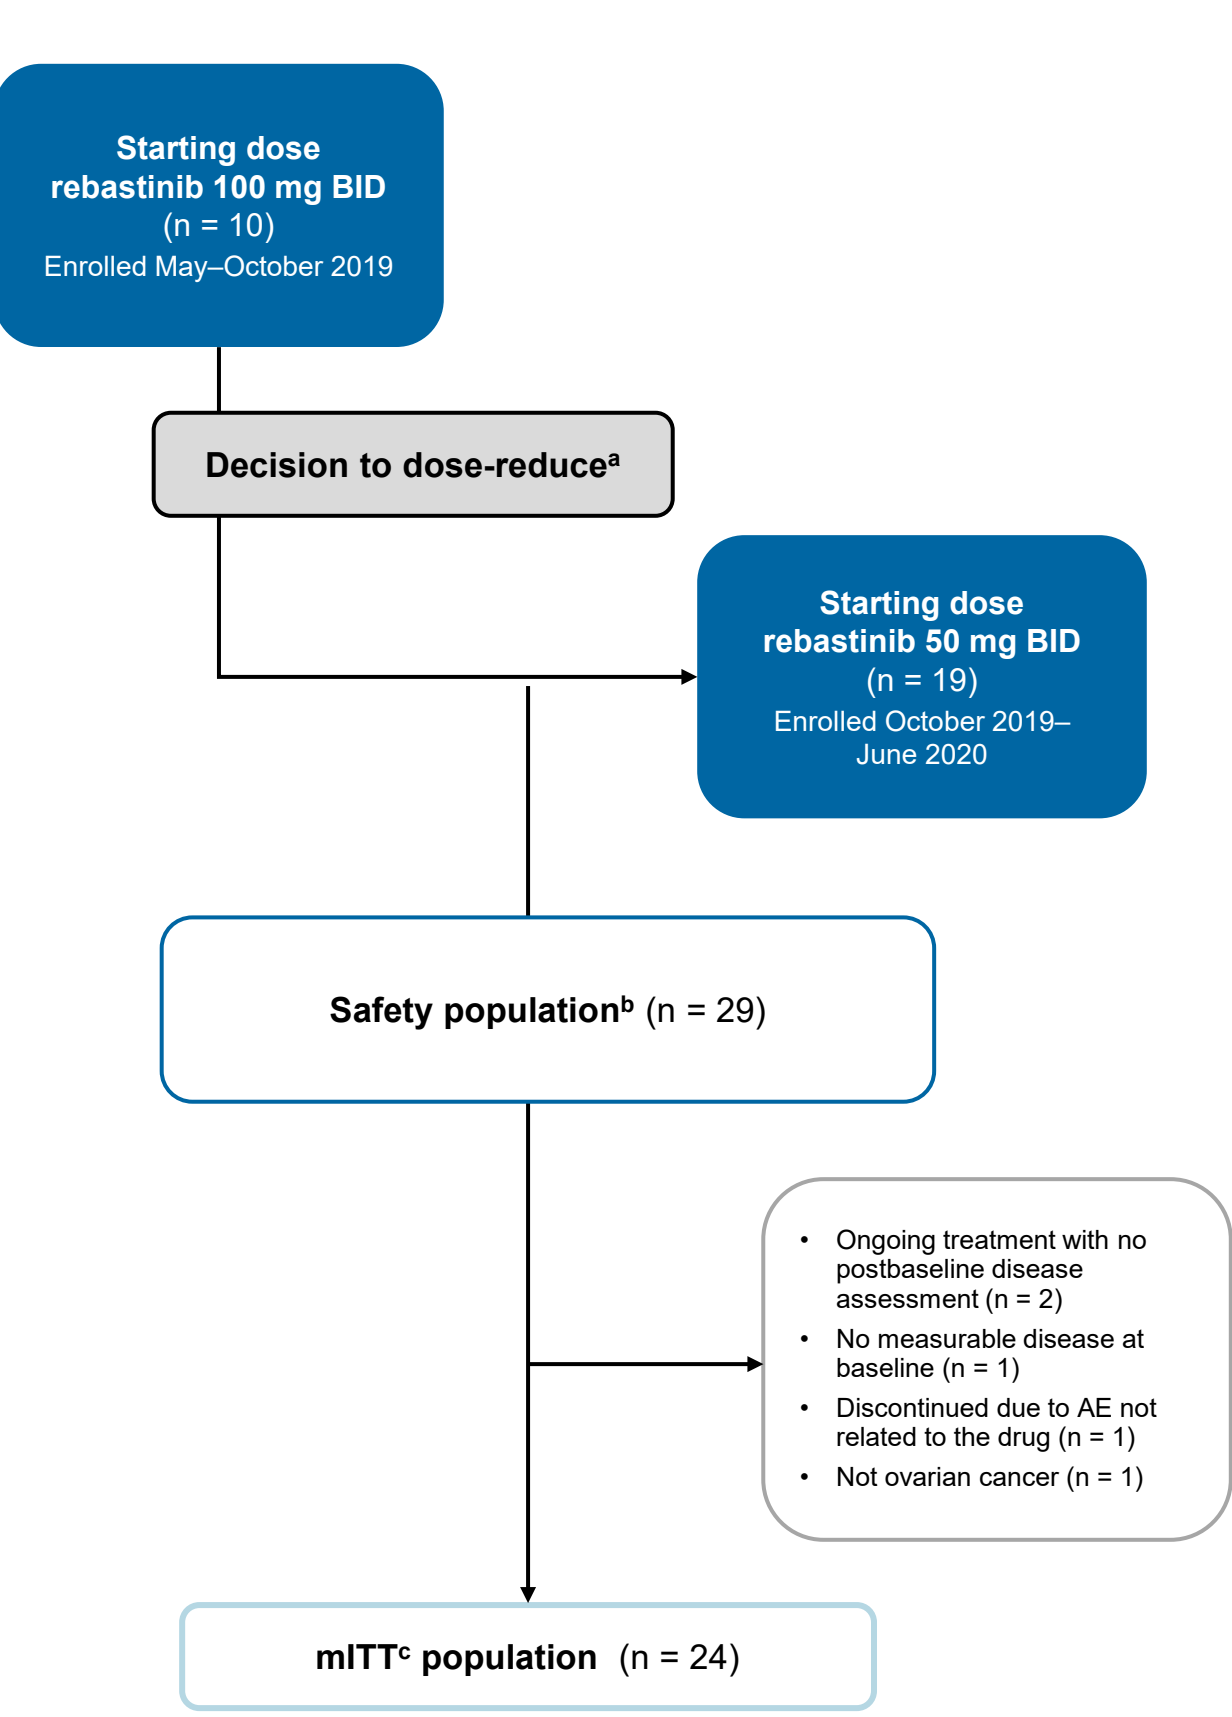 Starting dose
rebastinib 100 mg BID
(n = 10)
Enrolled May–October 2019
Decision to dose-reduceᵃ
Starting dose
rebastinib 50 mg BID
(n = 19)
Enrolled October 2019–
June 2020
Safety populationᵇ (n = 29)
• Ongoing treatment with no
postbaseline disease
assessment (n = 2)
• No measurable disease at
baseline (n = 1)
• Discontinued due to AE not
related to the drug (n = 1)
• Not ovarian cancer (n = 1)
mITTᶜ population (n = 24)